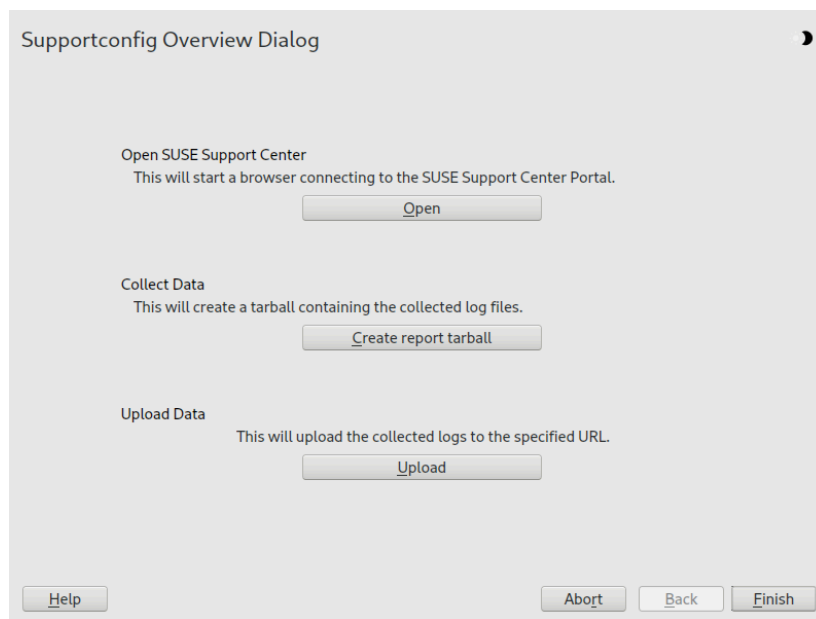 Supportconfig Overview Dialog
Open SUSE Support Center
This will start a browser connecting to the SUSE Support Center Portal.
Open
Collect Data
This will create a tarball containing the collected log files.
Create report tarball
Upload Data
This will upload the collected logs to the specified URL.
Upload
Help Abort Back Finish